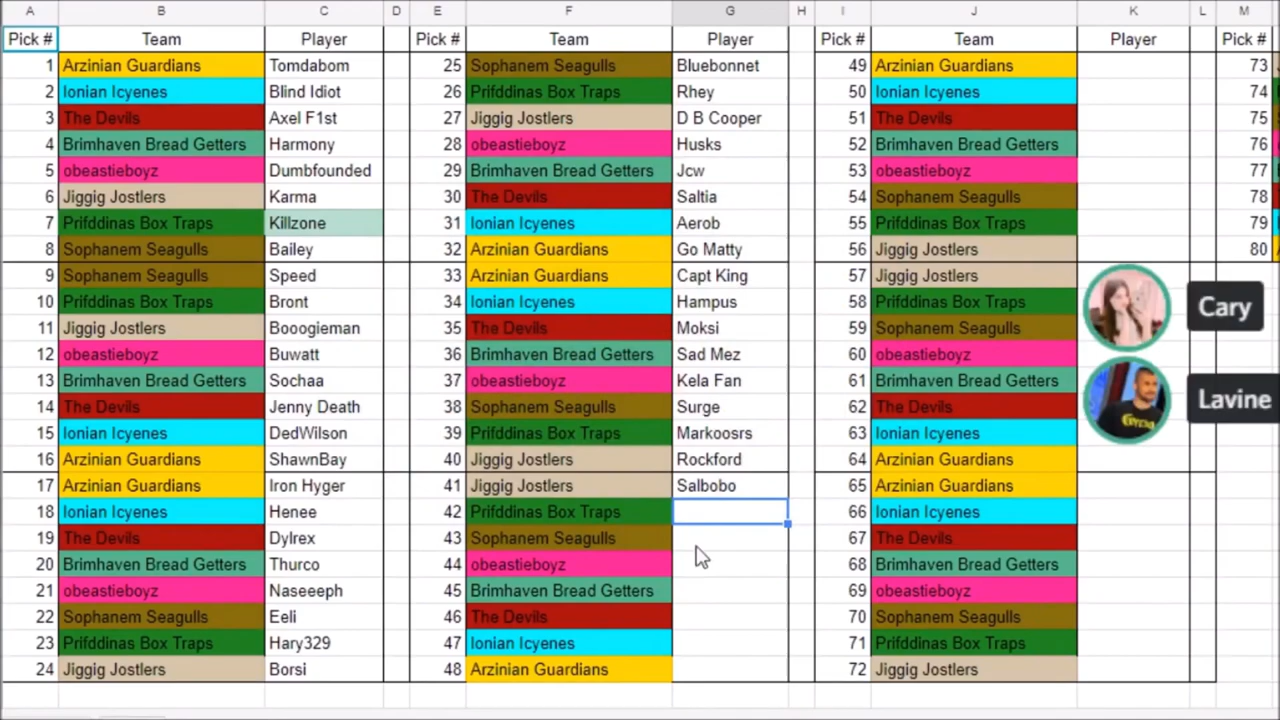 A B C D E F G H I J K L M
Pick # Team Player Pick # Team Player Pick # Team Player Pick #
1 Arzinian Guardians Tomdabom 25 Sophanem Seagulls Bluebonnet 49 Arzinian Guardians 73
2 Ionian Icyenes Blind Idiot 26 Prifddinas Box Traps Rhey 50 Ionian Icyenes 74
3 The Devils Axel F1st 27 Jiggig Jostlers D B Cooper 51 The Devils 75
4 Brimhaven Bread Getters Harmony 28 obeastieboyz Husks 52 Brimhaven Bread Getters 76
5 obeastieboyz Dumbfounded 29 Brimhaven Bread Getters Jcw 53 obeastieboyz 77
6 Jiggig Jostlers Karma 30 The Devils Saltia 54 Sophanem Seagulls 78
7 Prifddinas Box Traps Killzone 31 Ionian Icyenes Aerob 55 Prifddinas Box Traps 79
8 Sophanem Seagulls Bailey 32 Arzinian Guardians Go Matty 56 Jiggig Jostlers 80
9 Sophanem Seagulls Speed 33 Arzinian Guardians Capt King 57 Jiggig Jostlers
10 Prifddinas Box Traps Bront 34 Ionian Icyenes Hampus 58 Prifddinas Box Traps Cary
11 Jiggig Jostlers Booogieman 35 The Devils Moksi 59 Sophanem Seagulls
12 obeastieboyz Buwatt 36 Brimhaven Bread Getters Sad Mez 60 obeastieboyz
13 Brimhaven Bread Getters Sochaa 37 obeastieboyz Kela Fan 61 Brimhaven Bread Getters
14 The Devils Jenny Death 38 Sophanem Seagulls Surge 62 The Devils Lavine
15 Ionian Icyenes DedWilson 39 Prifddinas Box Traps Markoosrs 63 Ionian Icyenes
16 Arzinian Guardians ShawnBay 40 Jiggig Jostlers Rockford 64 Arzinian Guardians
17 Arzinian Guardians Iron Hyger 41 Jiggig Jostlers Salbobo 65 Arzinian Guardians
18 Ionian Icyenes Henee 42 Prifddinas Box Traps 66 Ionian Icyenes
19 The Devils Dylrex 43 Sophanem Seagulls 67 The Devils
20 Brimhaven Bread Getters Thurco 44 obeastieboyz 68 Brimhaven Bread Getters
21 obeastieboyz Naseeeph 45 Brimhaven Bread Getters 69 obeastieboyz
22 Sophanem Seagulls Eeli 46 The Devils 70 Sophanem Seagulls
23 Prifddinas Box Traps Hary329 47 Ionian Icyenes 71 Prifddinas Box Traps
24 Jiggig Jostlers Borsi 48 Arzinian Guardians 72 Jiggig Jostlers